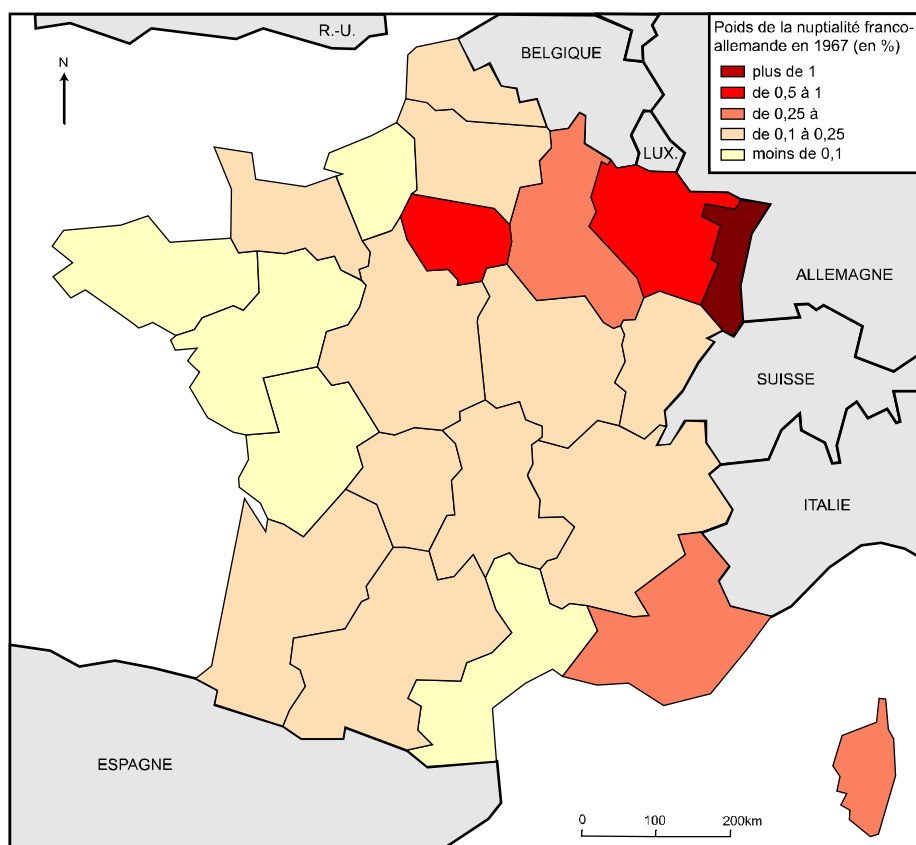 R.-U.
BELGIQUE
Poids de la nuptialité franco-
allemande en 1967 (en %)
plus de 1
de 0,5 à 1
de 0,25 à
de 0,1 à 0,25
moins de 0,1
N
LUX.
ALLEMAGNE
SUISSE
ITALIE
ESPAGNE
0 100 200km